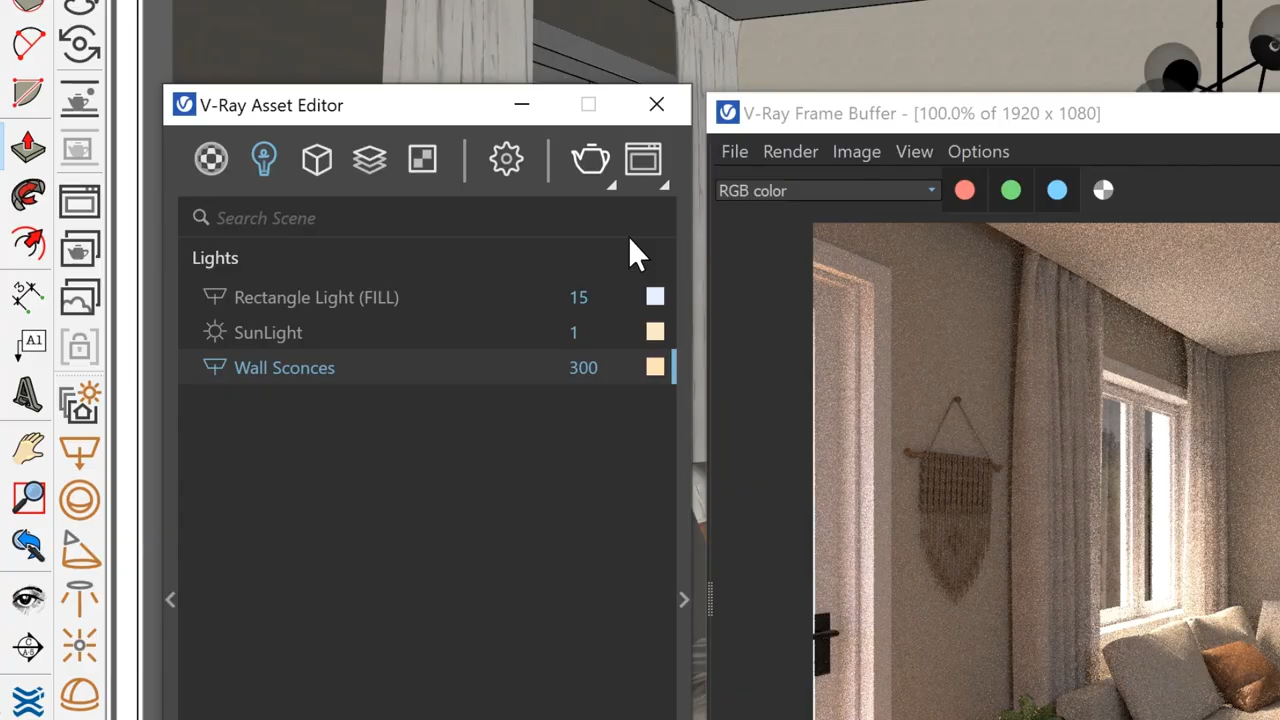 V-Ray Asset Editor
Search Scene
Lights
Rectangle Light (FILL) 15
SunLight 1
Wall Sconces 300
V-Ray Frame Buffer - [100.0% of 1920 x 1080]
File Render Image View Options
RGB color
A1